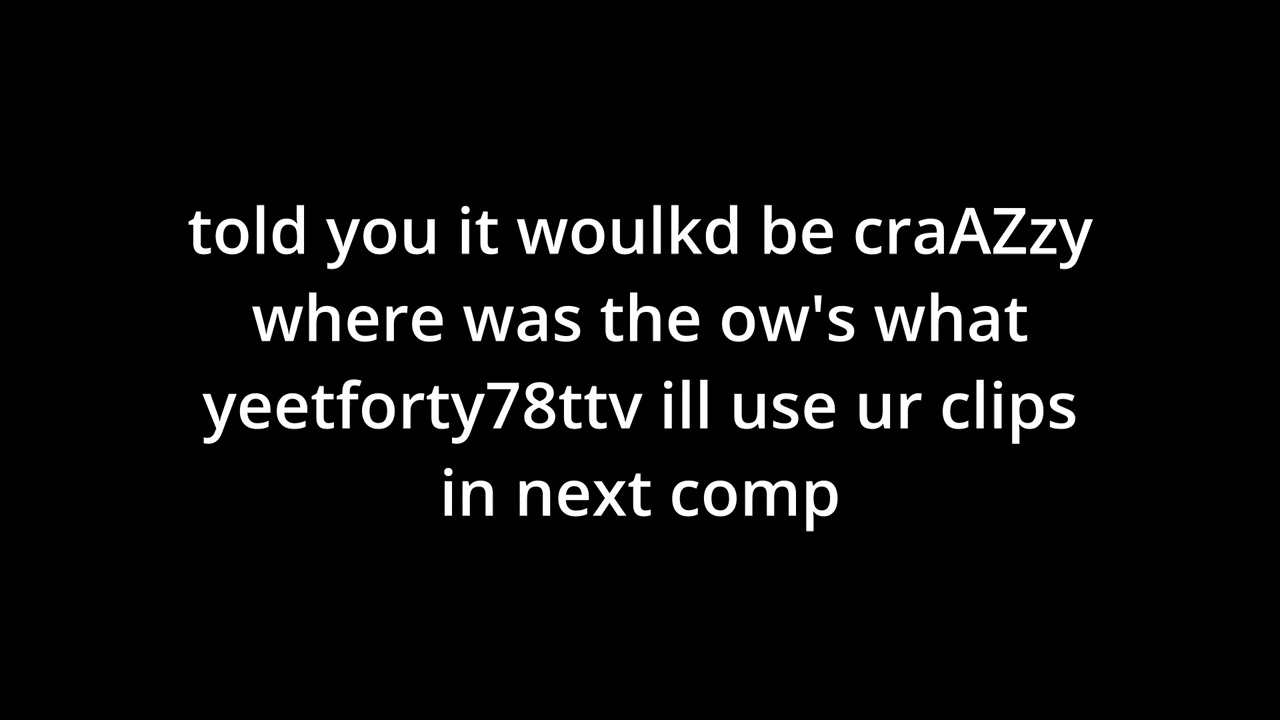 told you it woulkd be craAZzy
where was the ow's what
yeetforty78ttv ill use ur clips
in next comp